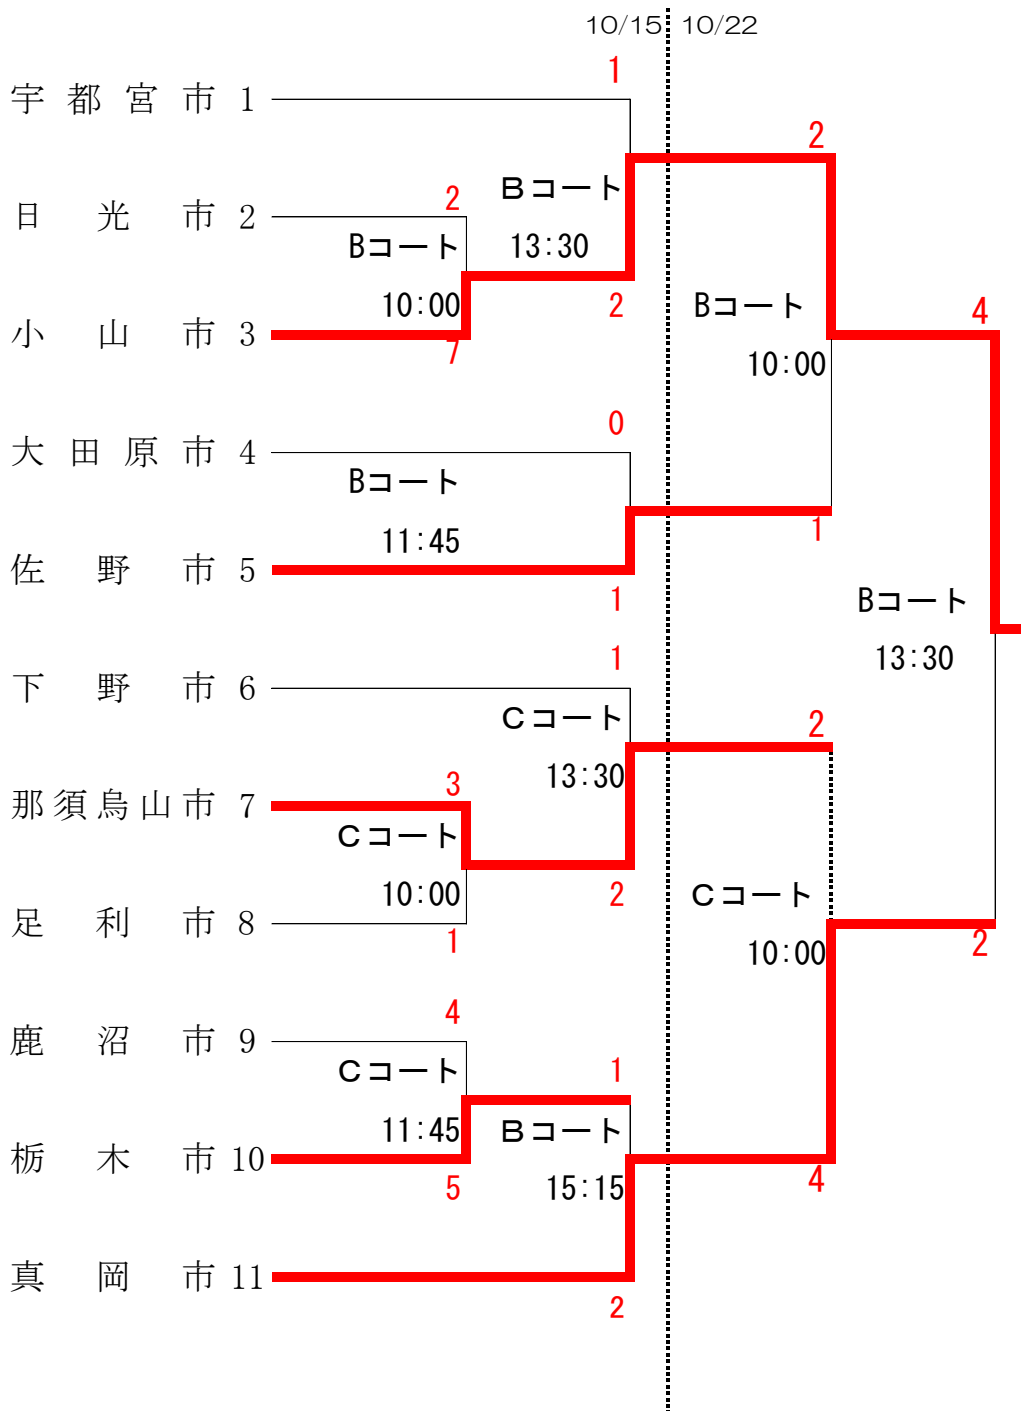 10/15 10/22
1
宇都宮市 1
2
Bコート
2
日光市 2
Bコート 13:30
10:00 2 Bコート 4
小山市 3
7
10:00
0
大田原市 4
Bコート
1
11:45
佐野市 5
1 Bコート
1 13:30
下野市 6
Cコート 2
13:30
3
那須烏山市 7
Cコート
10:00 2 Cコート
足利市 8
1 10:00 2
4
鹿沼市 9
Cコート 1
11:45 Bコート
栃木市 10
5 15:15 4
真岡市 11
2